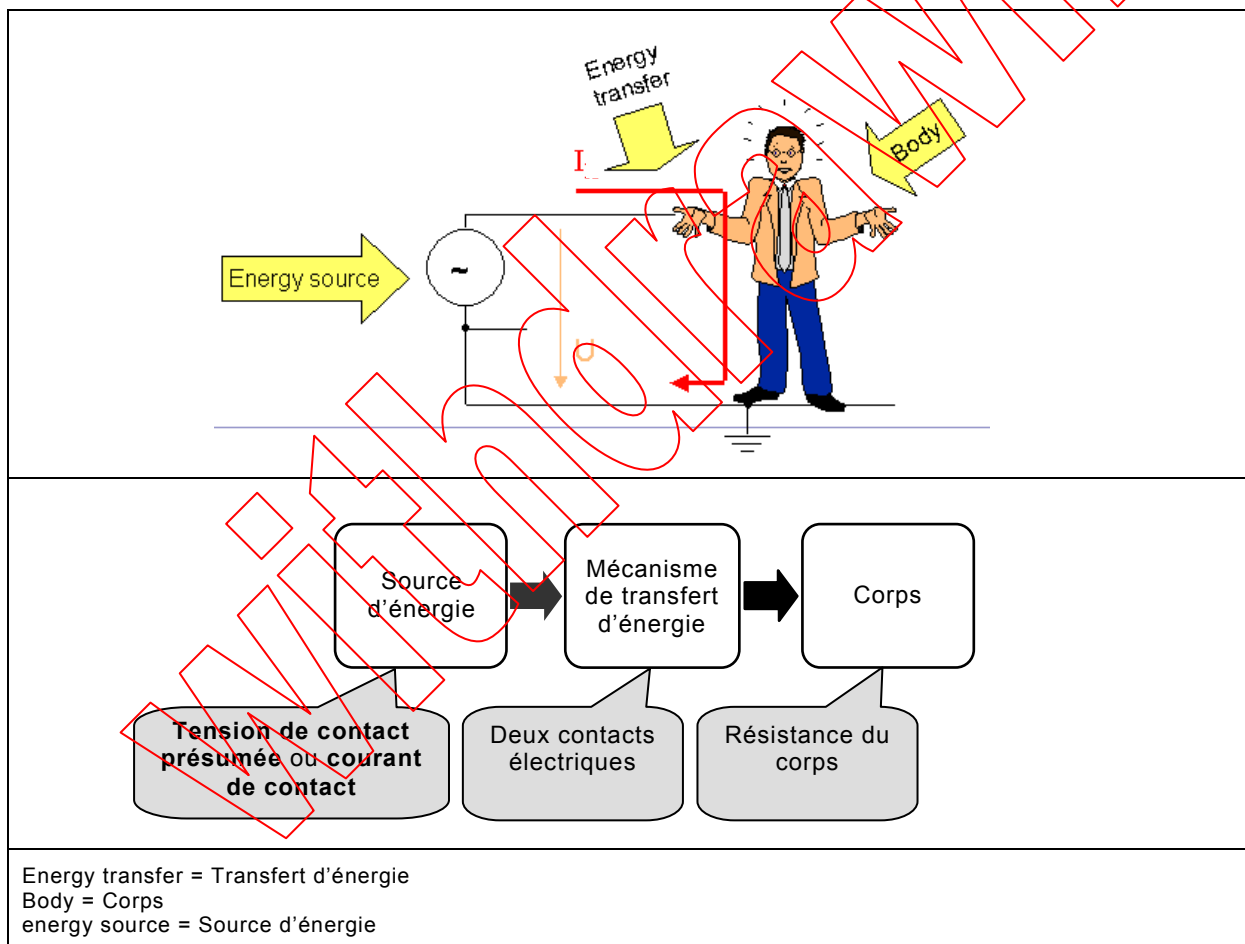 Energy
transfer
Body
I
Energy source
~
U
Source
d’énergie
Mécanisme
de transfert
d’énergie
Corps
Tension de contact
présumée ou courant
de contact
Deux contacts
électriques
Résistance du
corps
Energy transfer = Transfert d’énergie
Body = Corps
energy source = Source d’énergie
Withdraw